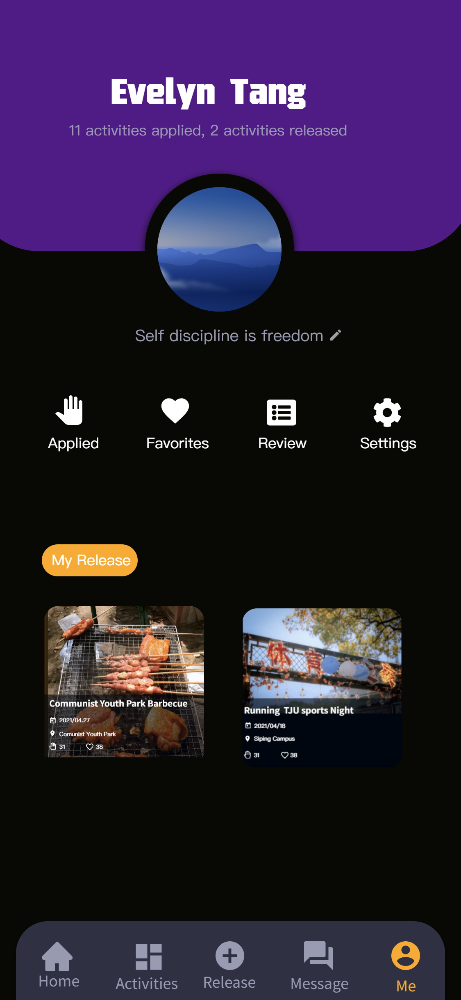 Evelyn Tang
11 activities applied, 2 activities released
Self discipline is freedom
Applied Favorites Review Settings
My Release
体育
Communist Youth Park Barbecue
2021/04.27
Comunist Youth Park
31 38
Running TJU sports Night
2021/04/18
Siping Campus
31 38
Home Activities Release Message Me